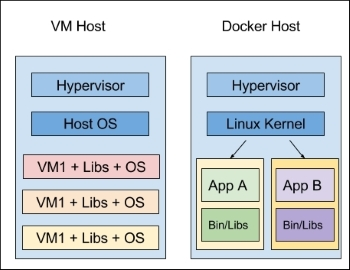 VM Host
Hypervisor
Host OS
VM1 + Libs + OS
VM1 + Libs + OS
VM1 + Libs + OS
Docker Host
Hypervisor
Linux Kernel
App A
Bin/Libs
App B
Bin/Libs